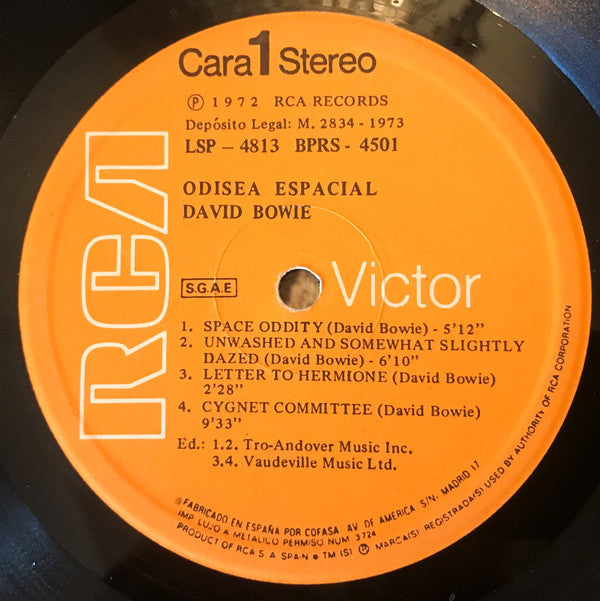 Cara 1 Stereo
Ⓟ 1972 RCA RECORDS
Depósito Legal: M. 2834 - 1973
LSP - 4813 BPRS - 4501
ODISEA ESPACIAL
DAVID BOWIE
RCA
S.G.A.E
Victor
1. SPACE ODDITY (David Bowie) - 5'12"
2. UNWASHED AND SOMEWHAT SLIGHTLY
DAZED (David Bowie) - 6'10"
3. LETTER TO HERMIONE (David Bowie)
2'28"
4. CYGNET COMMITTEE (David Bowie)
9'33"
Ed.: 1.2. Tro-Andover Music Inc.
3.4. Vaudeville Music Ltd.
FABRICADO EN ESPAÑA POR COFASA AV DE AMERICA S/N. MADRID 17
IMP LUJO A METALICO PERMISO NUM 3724
PRODUCT OF RCA S A SPAIN ● TM (S) Ⓡ MARCA(S) REGISTRADA(S) USED BY AUTHORITY OF RCA CORPORATION